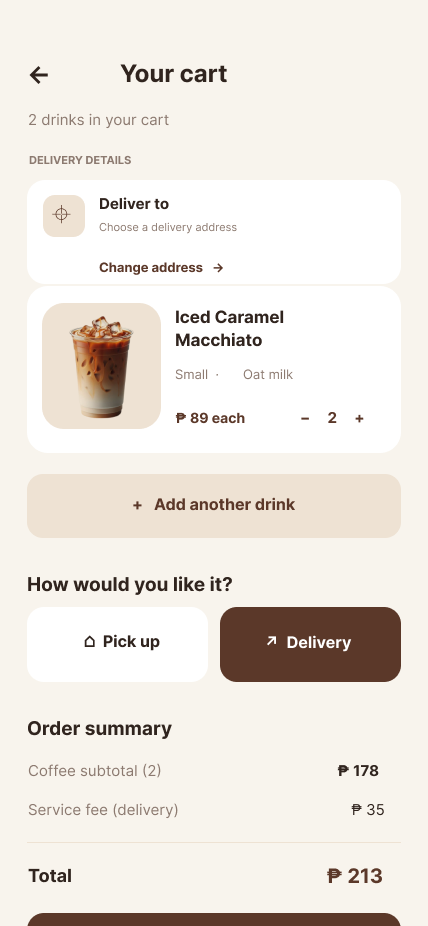 ← Your cart
2 drinks in your cart
DELIVERY DETAILS
Deliver to
Choose a delivery address
Change address →
Iced Caramel
Macchiato
Small · Oat milk
₱ 89 each − 2 +
+ Add another drink
How would you like it?
⌂ Pick up ↗ Delivery
Order summary
Coffee subtotal (2) ₱ 178
Service fee (delivery) ₱ 35
Total ₱ 213